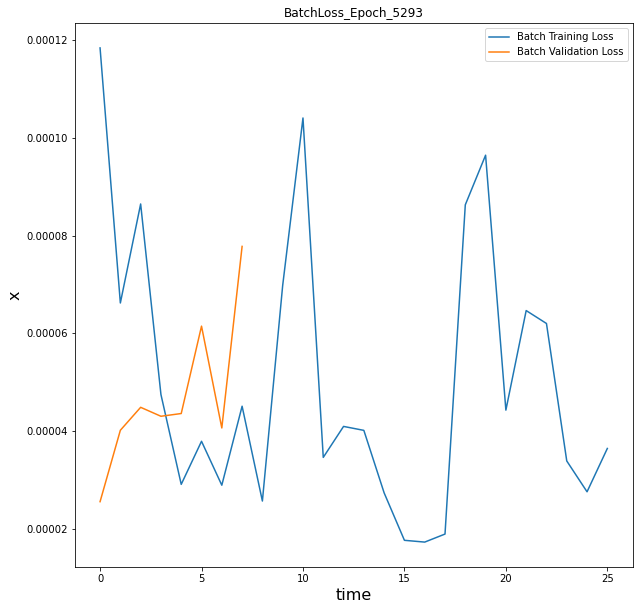 BatchLoss_Epoch_5293
Batch Training Loss
Batch Validation Loss
0.00012
0.00010
0.00008
0.00006
0.00004
0.00002
x
0 5 10 15 20 25
time